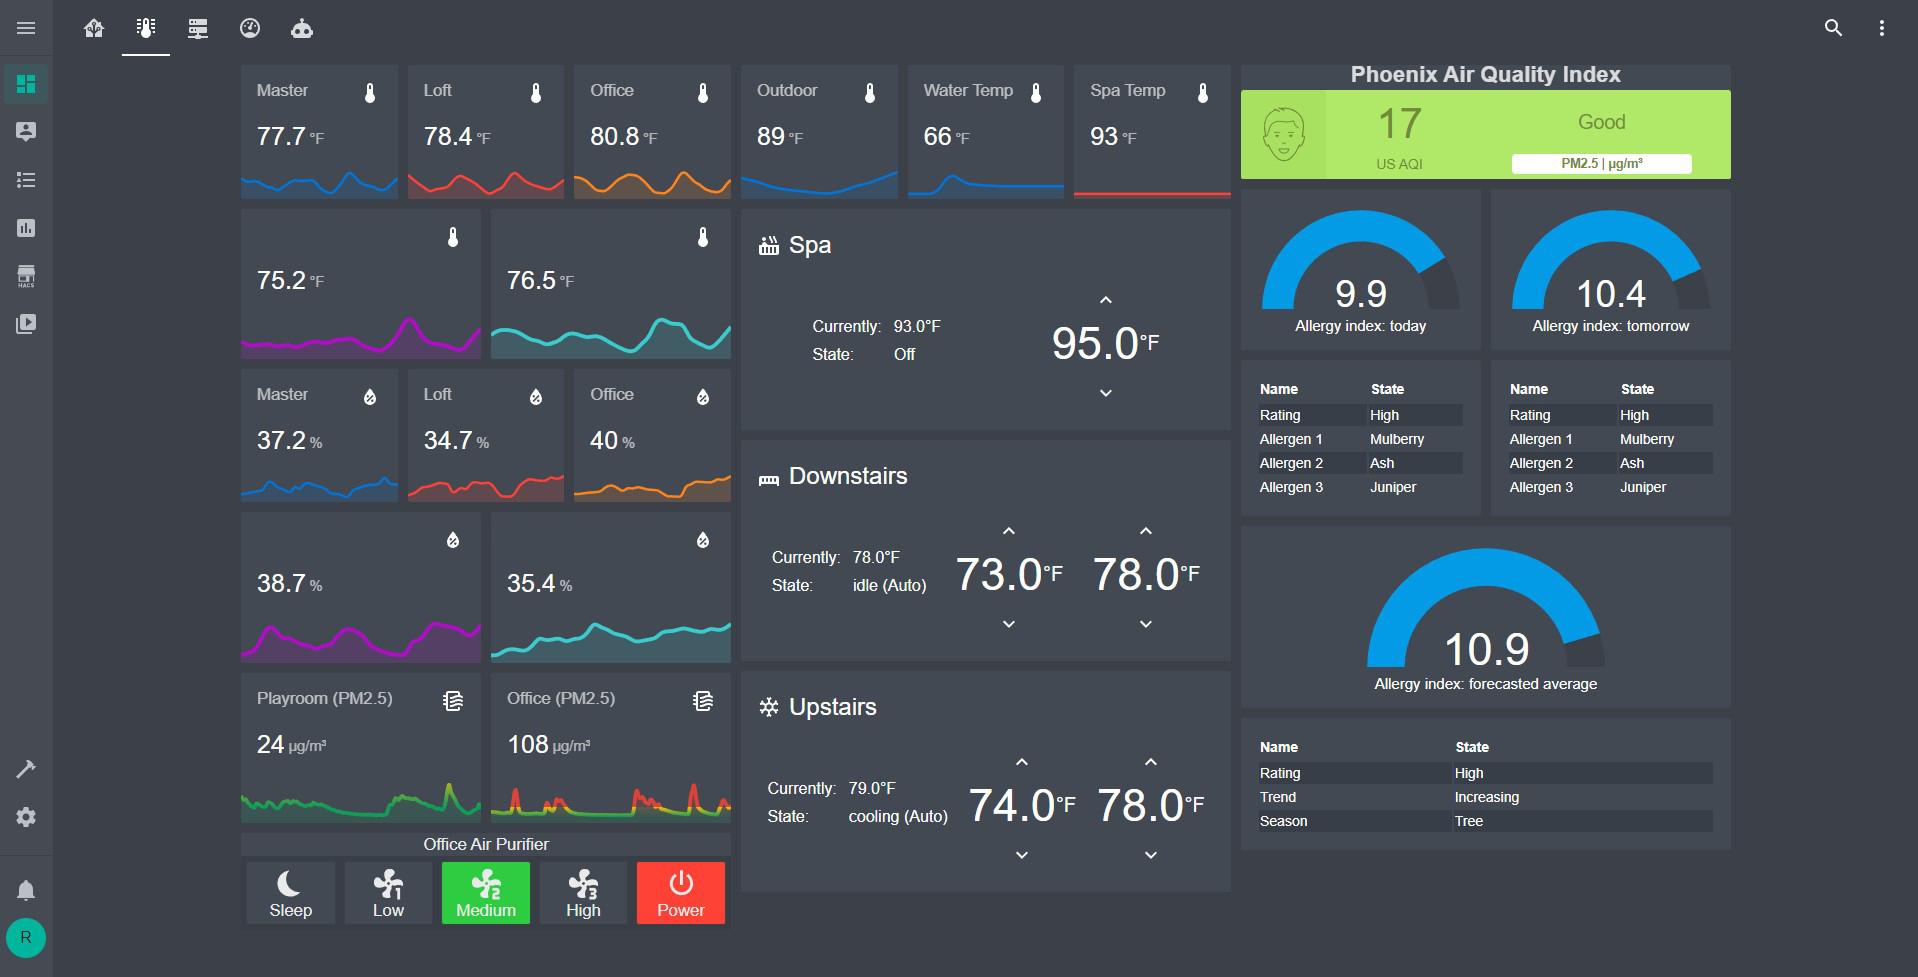 Master
77.7 °F
Loft
78.4 °F
Office
80.8 °F
Outdoor
89 °F
Water Temp
66 °F
Spa Temp
93 °F
75.2 °F
76.5 °F
Master
37.2 %
Loft
34.7 %
Office
40 %
38.7 %
35.4 %
Playroom (PM2.5)
24 µg/m³
Office (PM2.5)
108 µg/m³
Office Air Purifier
Sleep
1
Low
2
Medium
3
High
Power
Spa
Currently: 93.0°F
State: Off
95.0°F
Downstairs
Currently: 78.0°F
State: idle (Auto)
73.0°F
78.0°F
Upstairs
Currently: 79.0°F
State: cooling (Auto)
74.0°F
78.0°F
Phoenix Air Quality Index
17
US AQI
Good
PM2.5 | µg/m³
9.9
Allergy index: today
10.4
Allergy index: tomorrow
Name State
Rating High
Allergen 1 Mulberry
Allergen 2 Ash
Allergen 3 Juniper
Name State
Rating High
Allergen 1 Mulberry
Allergen 2 Ash
Allergen 3 Juniper
10.9
Allergy index: forecasted average
Name State
Rating High
Trend Increasing
Season Tree
HACS
R